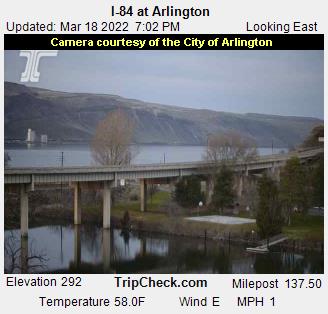 I-84 at Arlington
Updated: Mar 18 2022 7:02 PM Looking East
Camera courtesy of the City of Arlington
Elevation 292 TripCheck.com Milepost 137.50
Temperature 58.0F Wind E MPH 1